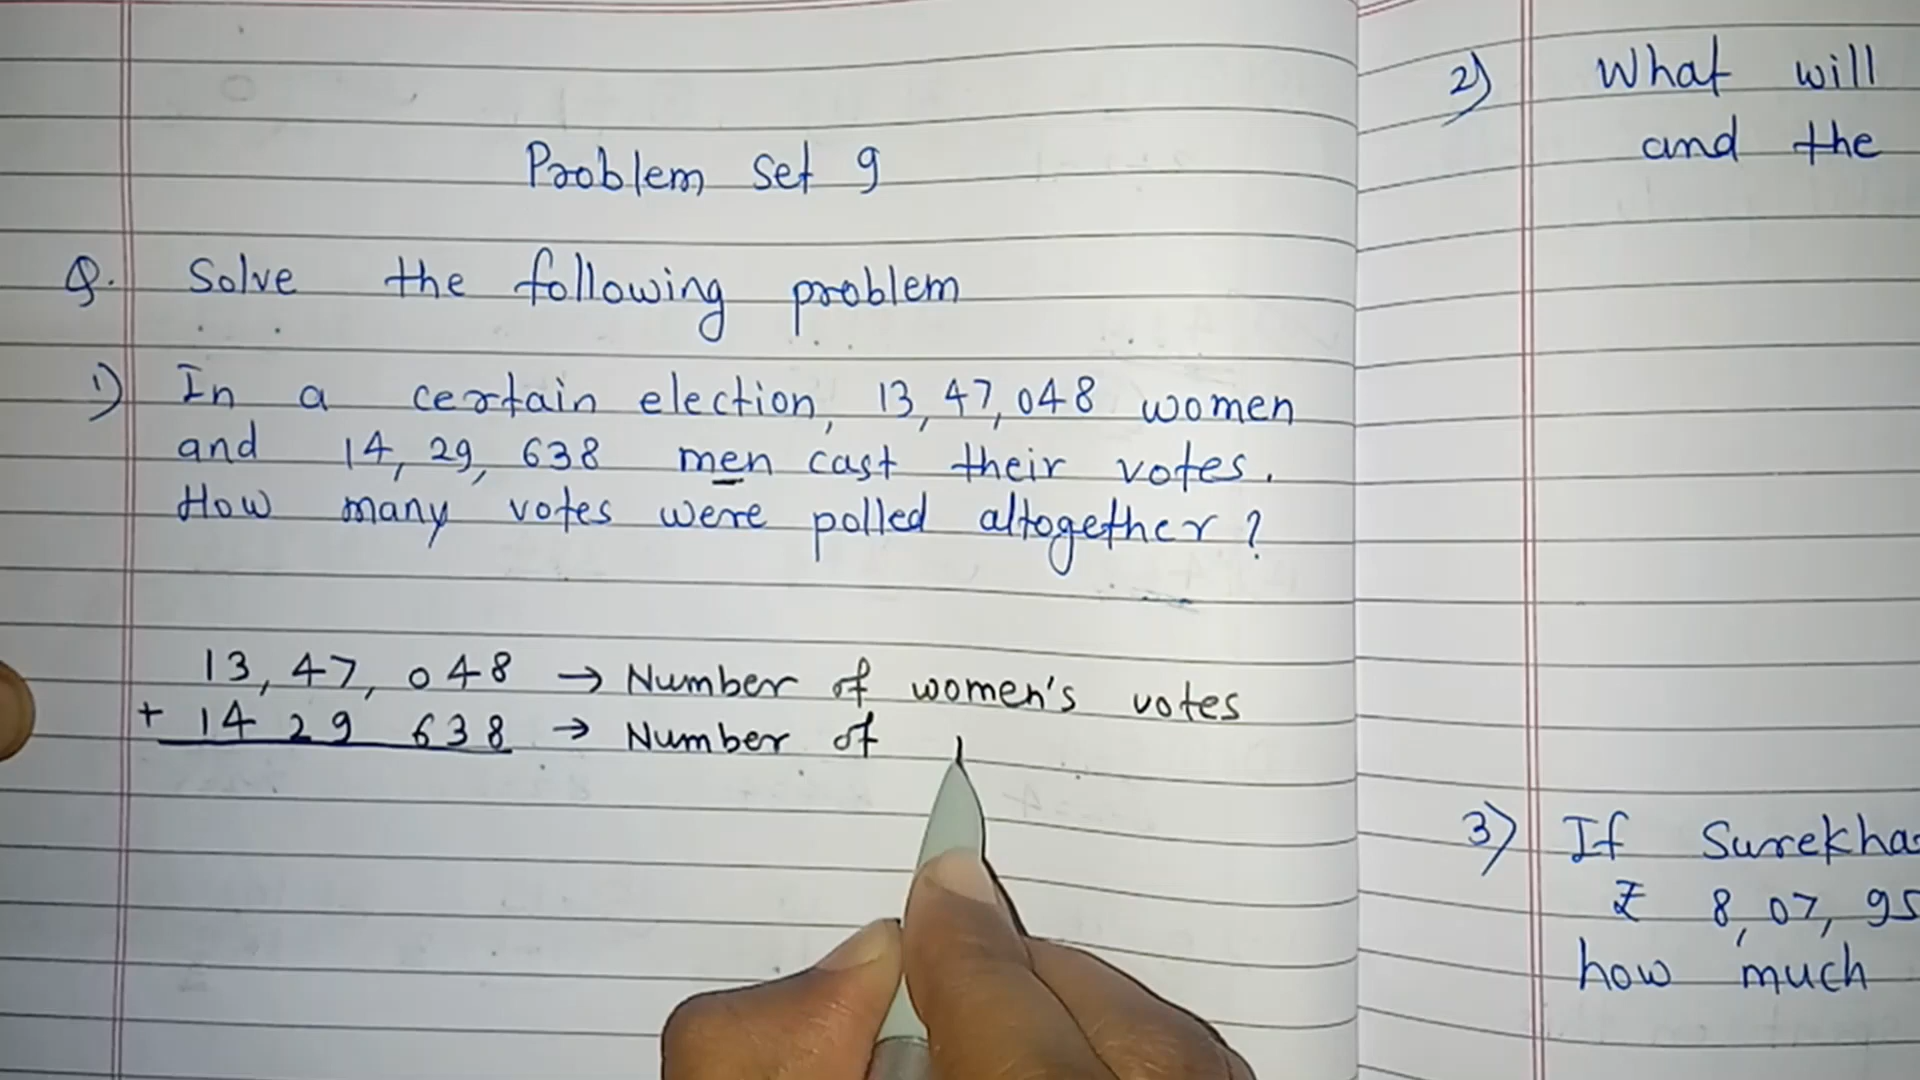 Problem Set 9
Q. Solve the following problem
1) In a certain election, 13,47,048 women
and 14, 29, 638 men cast their votes.
How many votes were polled altogether ?
13, 47, 048 → Number of women's votes
+ 14 29 638 → Number of
2) What will
and the
3) If Surekha
₹ 8,07,95
how much